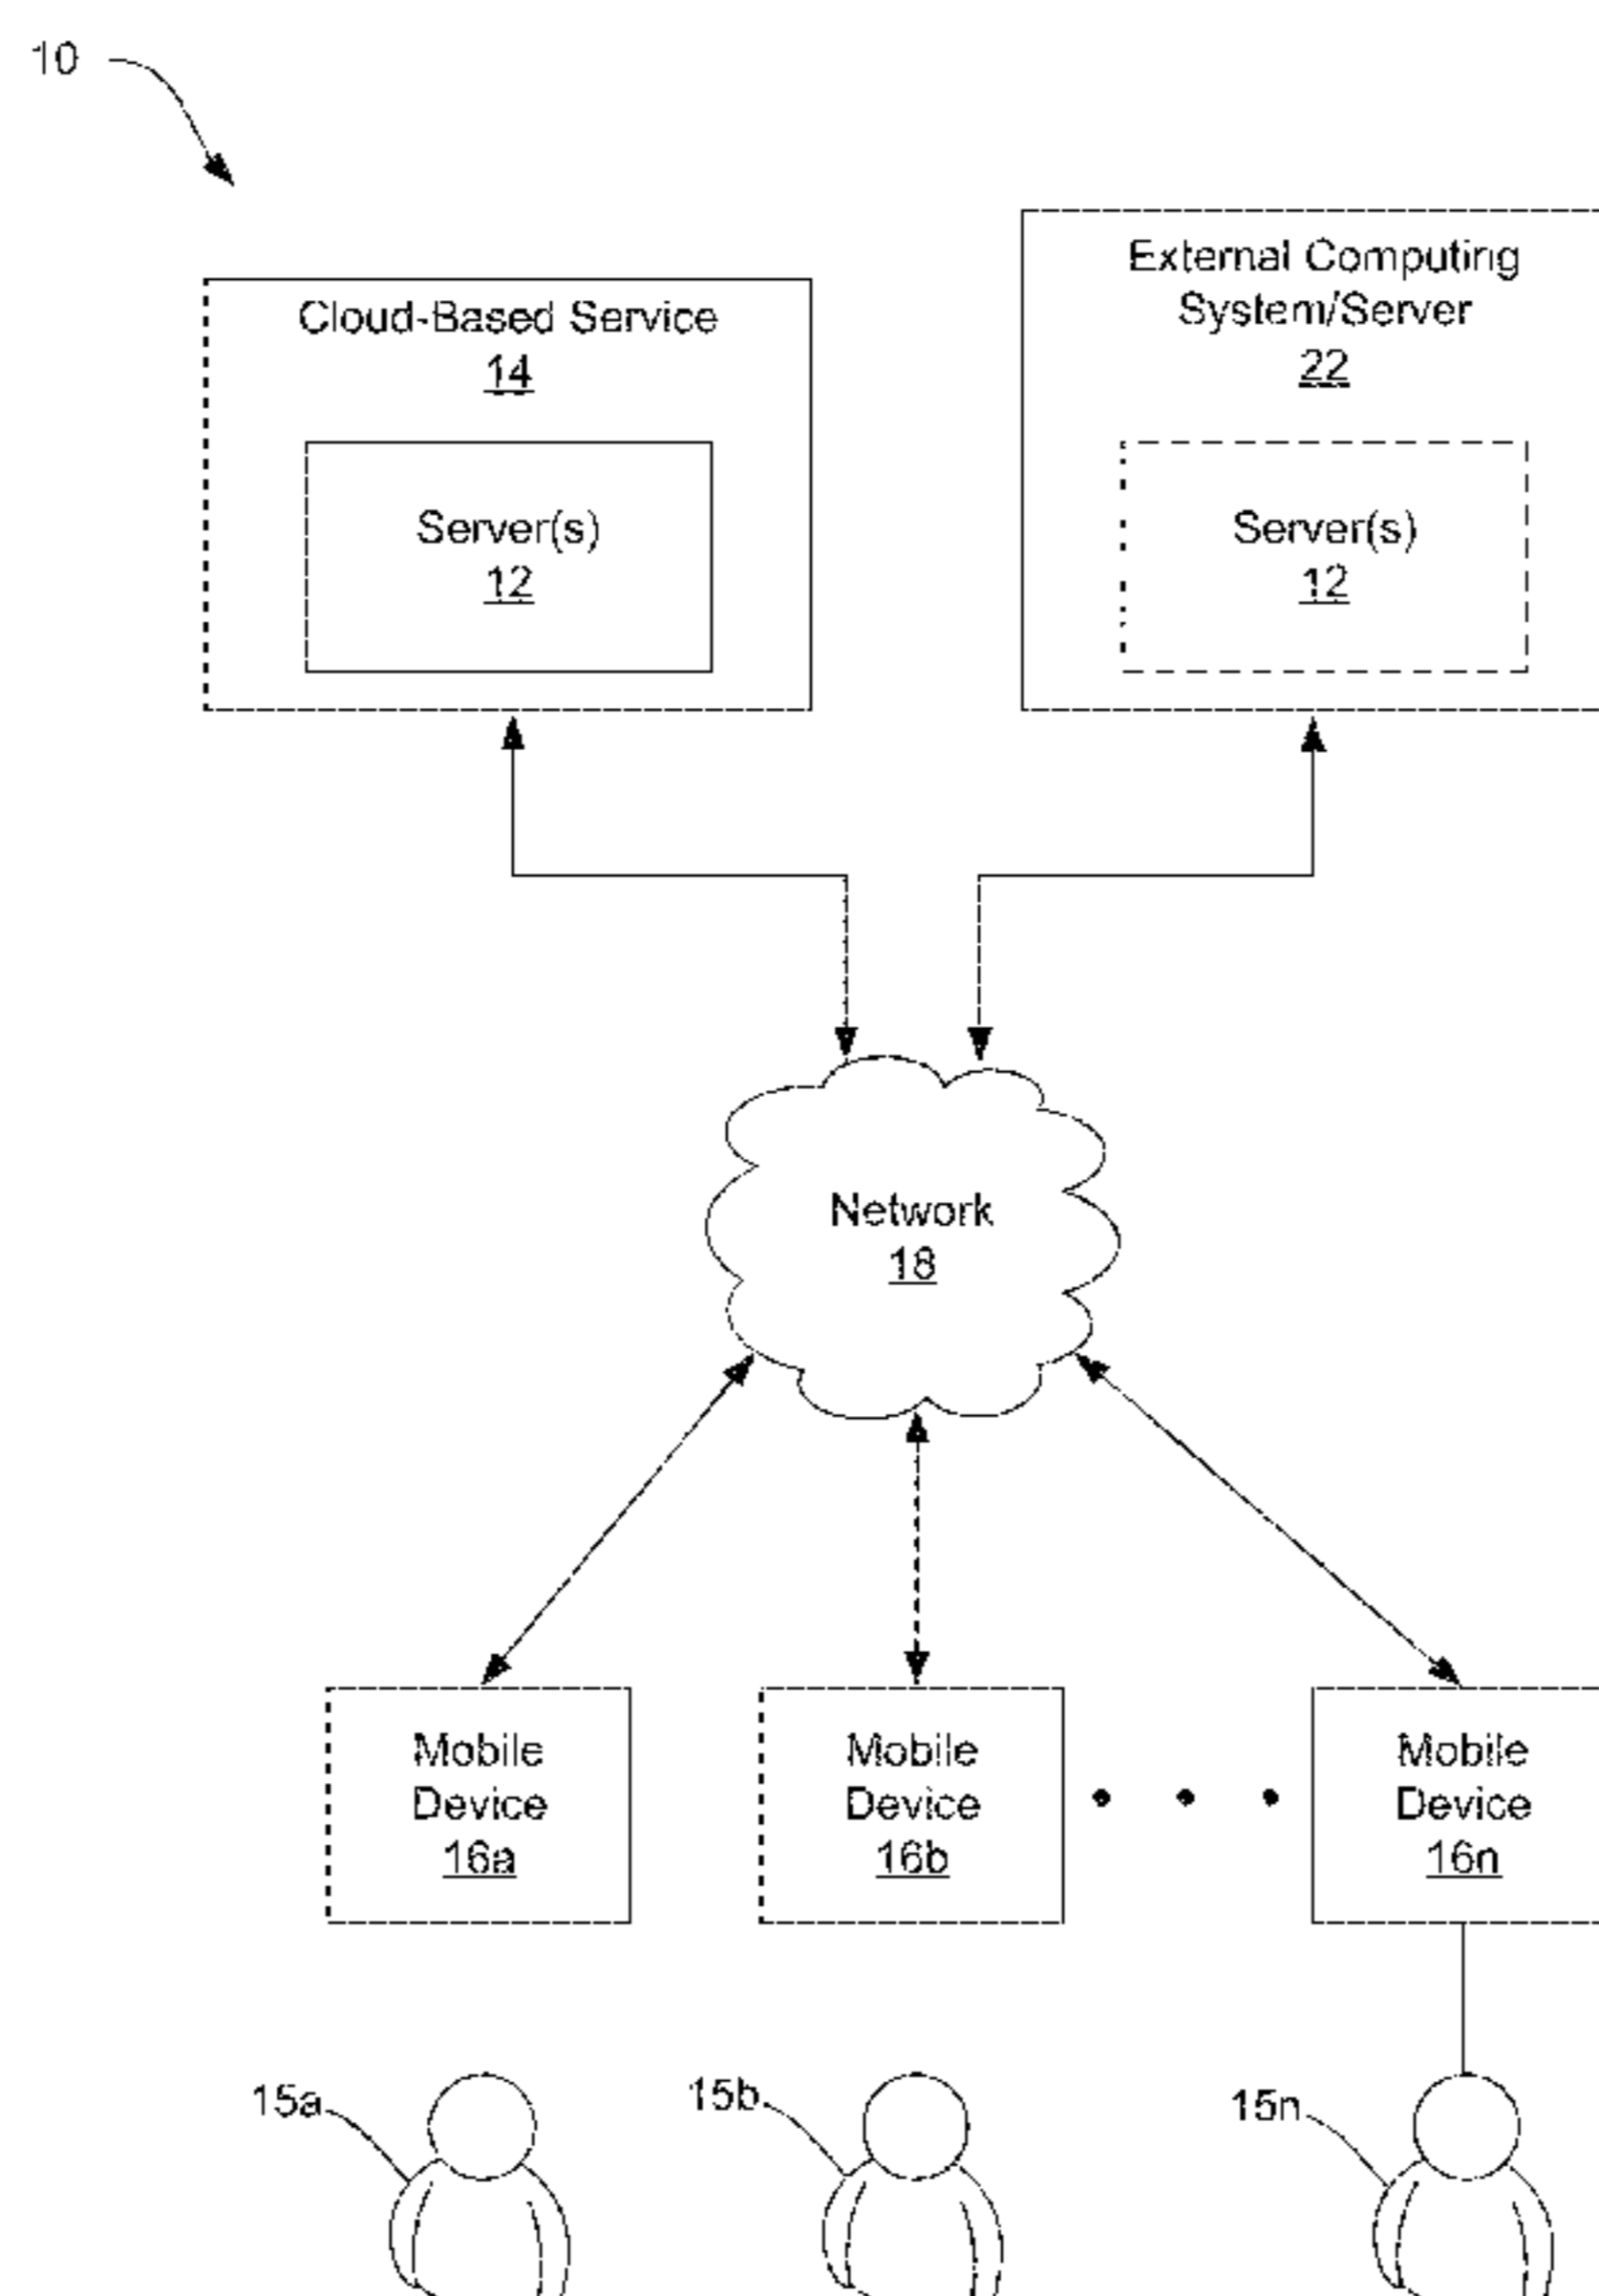 10
Cloud-Based Service
14
Server(s)
12
External Computing
System/Server
22
Server(s)
12
Network
18
Mobile
Device
16a
Mobile
Device
16b
Mobile
Device
16n
15a
15b
15n